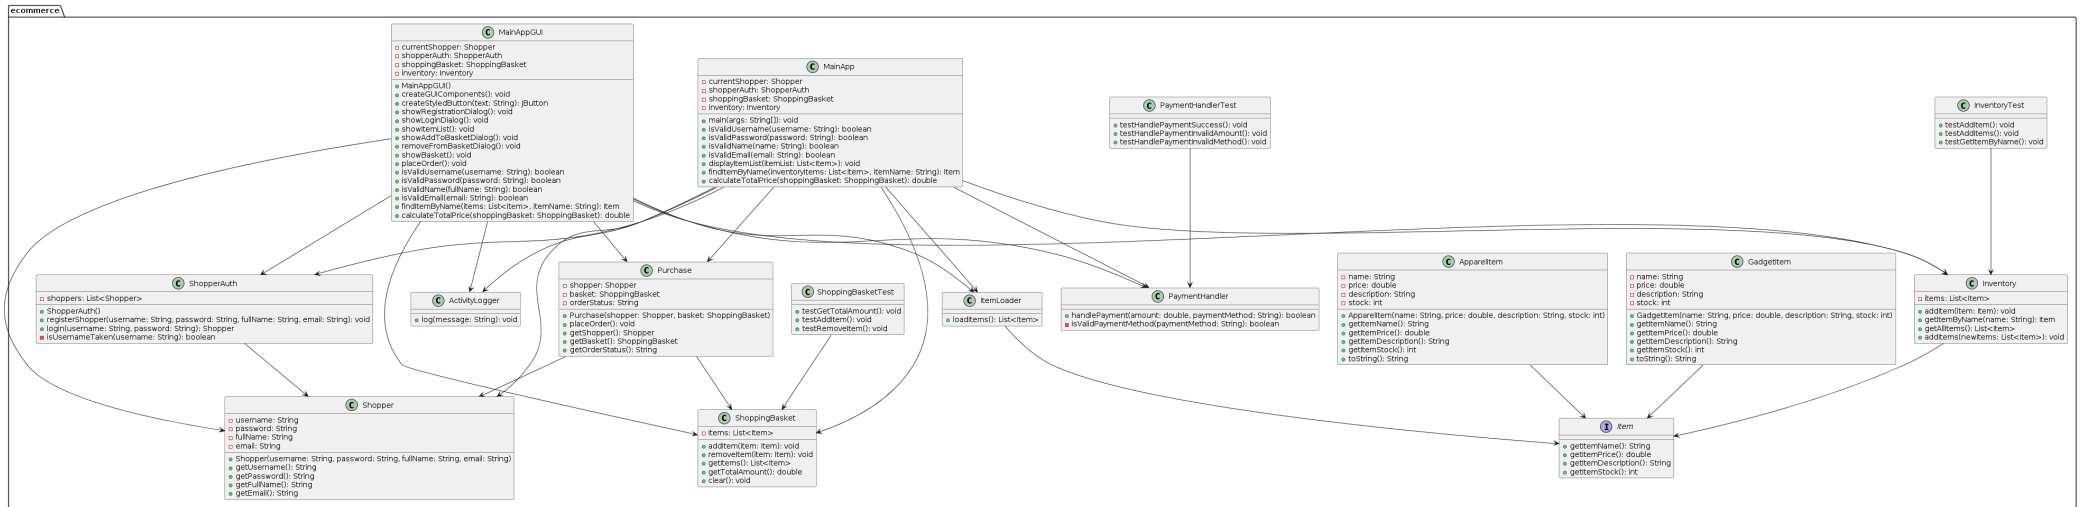 ecommerce
C MainAppGUI
currentShopper: Shopper
shopperAuth: ShopperAuth
shoppingBasket: ShoppingBasket
inventory: Inventory
MainAppGUI()
createGUIComponents(): void
createStyledButton(text: String): JButton
showRegistrationDialog(): void
showLoginDialog(): void
showItemList(): void
showAddToBasketDialog(): void
removeFromBasketDialog(): void
showBasket(): void
placeOrder(): void
isValidUsername(username: String): boolean
isValidPassword(password: String): boolean
isValidName(fullName: String): boolean
isValidEmail(email: String): boolean
findItemByName(items: List<Item>, itemName: String): Item
calculateTotalPrice(shoppingBasket: ShoppingBasket): double
C MainApp
currentShopper: Shopper
shopperAuth: ShopperAuth
shoppingBasket: ShoppingBasket
inventory: Inventory
main(args: String[]): void
isValidUsername(username: String): boolean
isValidPassword(password: String): boolean
isValidName(name: String): boolean
isValidEmail(email: String): boolean
displayItemList(itemList: List<Item>): void
findItemByName(inventoryItems: List<Item>, itemName: String): Item
calculateTotalPrice(shoppingBasket: ShoppingBasket): double
C PaymentHandlerTest
testHandlePaymentSuccess(): void
testHandlePaymentInvalidAmount(): void
testHandlePaymentInvalidMethod(): void
C InventoryTest
testAddItem(): void
testAddItems(): void
testGetItemByName(): void
C ShopperAuth
shoppers: List<Shopper>
ShopperAuth()
registerShopper(username: String, password: String, fullName: String, email: String): void
login(username: String, password: String): Shopper
isUsernameTaken(username: String): boolean
C ActivityLogger
log(message: String): void
C Purchase
shopper: Shopper
basket: ShoppingBasket
orderStatus: String
Purchase(shopper: Shopper, basket: ShoppingBasket)
placeOrder(): void
getShopper(): Shopper
getBasket(): ShoppingBasket
getOrderStatus(): String
C ShoppingBasketTest
testGetTotalAmount(): void
testAddItem(): void
testRemoveItem(): void
C ItemLoader
loadItems(): List<Item>
C PaymentHandler
handlePayment(amount: double, paymentMethod: String): boolean
isValidPaymentMethod(paymentMethod: String): boolean
C ApparelItem
name: String
price: double
description: String
stock: int
ApparelItem(name: String, price: double, description: String, stock: int)
getItemName(): String
getItemPrice(): double
getItemDescription(): String
getItemStock(): int
toString(): String
C GadgetItem
name: String
price: double
description: String
stock: int
GadgetItem(name: String, price: double, description: String, stock: int)
getItemName(): String
getItemPrice(): double
getItemDescription(): String
getItemStock(): int
toString(): String
C Inventory
items: List<Item>
addItem(item: Item): void
getItemByName(name: String): Item
getAllItems(): List<Item>
addItems(newItems: List<Item>): void
C Shopper
username: String
password: String
fullName: String
email: String
Shopper(username: String, password: String, fullName: String, email: String)
getUsername(): String
getPassword(): String
getFullName(): String
getEmail(): String
C ShoppingBasket
items: List<Item>
addItem(item: Item): void
removeItem(item: Item): void
getItems(): List<Item>
getTotalAmount(): double
clear(): void
I Item
getItemName(): String
getItemPrice(): double
getItemDescription(): String
getItemStock(): int